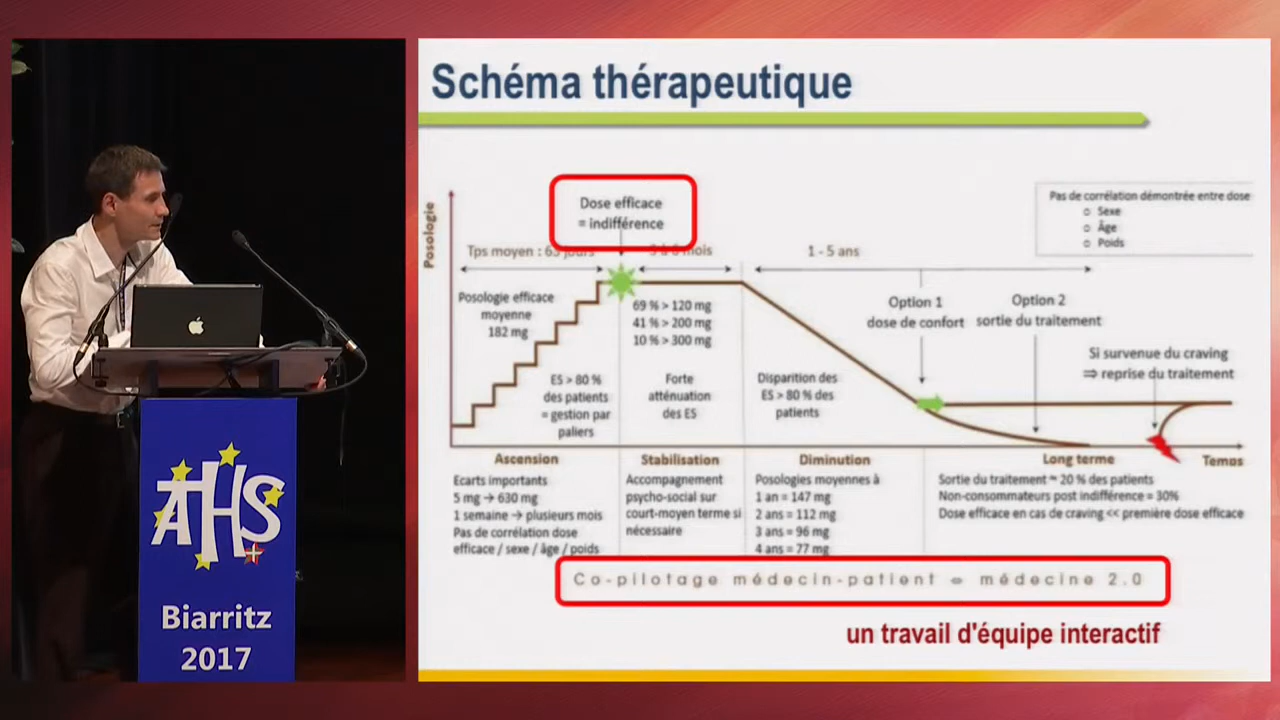 Schéma thérapeutique
Posologie
Dose efficace
= indifférence
Pas de corrélation démontrée entre dose
o Sexe
o Âge
o Poids
Tps moyen : 65 jours
mois
1 - 5 ans
Posologie efficace
moyenne
182 mg
69 % > 120 mg
41 % > 200 mg
10 % > 300 mg
Option 1
dose de confort
Option 2
sortie du traitement
Si survenue du craving
⇒ reprise du traitement
ES > 80 %
des patients
= gestion par
paliers
Forte
atténuation
des ES
Disparition des
ES > 80 % des
patients
Ascension
Stabilisation
Diminution
Long terme
Temps
Ecarts importants
5 mg → 630 mg
1 semaine → plusieurs mois
Pas de corrélation dose
efficace / sexe / âge / poids
Accompagnement
psycho-social sur
court-moyen terme si
nécessaire
Posologies moyennes à
1 an = 147 mg
2 ans = 112 mg
3 ans = 96 mg
4 ans = 77 mg
Sortie du traitement ~ 20 % des patients
Non-consommateurs post indifférence = 30%
Dose efficace en cas de craving << première dose efficace
Co-pilotage médecin-patient = médecine 2.0
un travail d'équipe interactif
AHS
Biarritz
2017